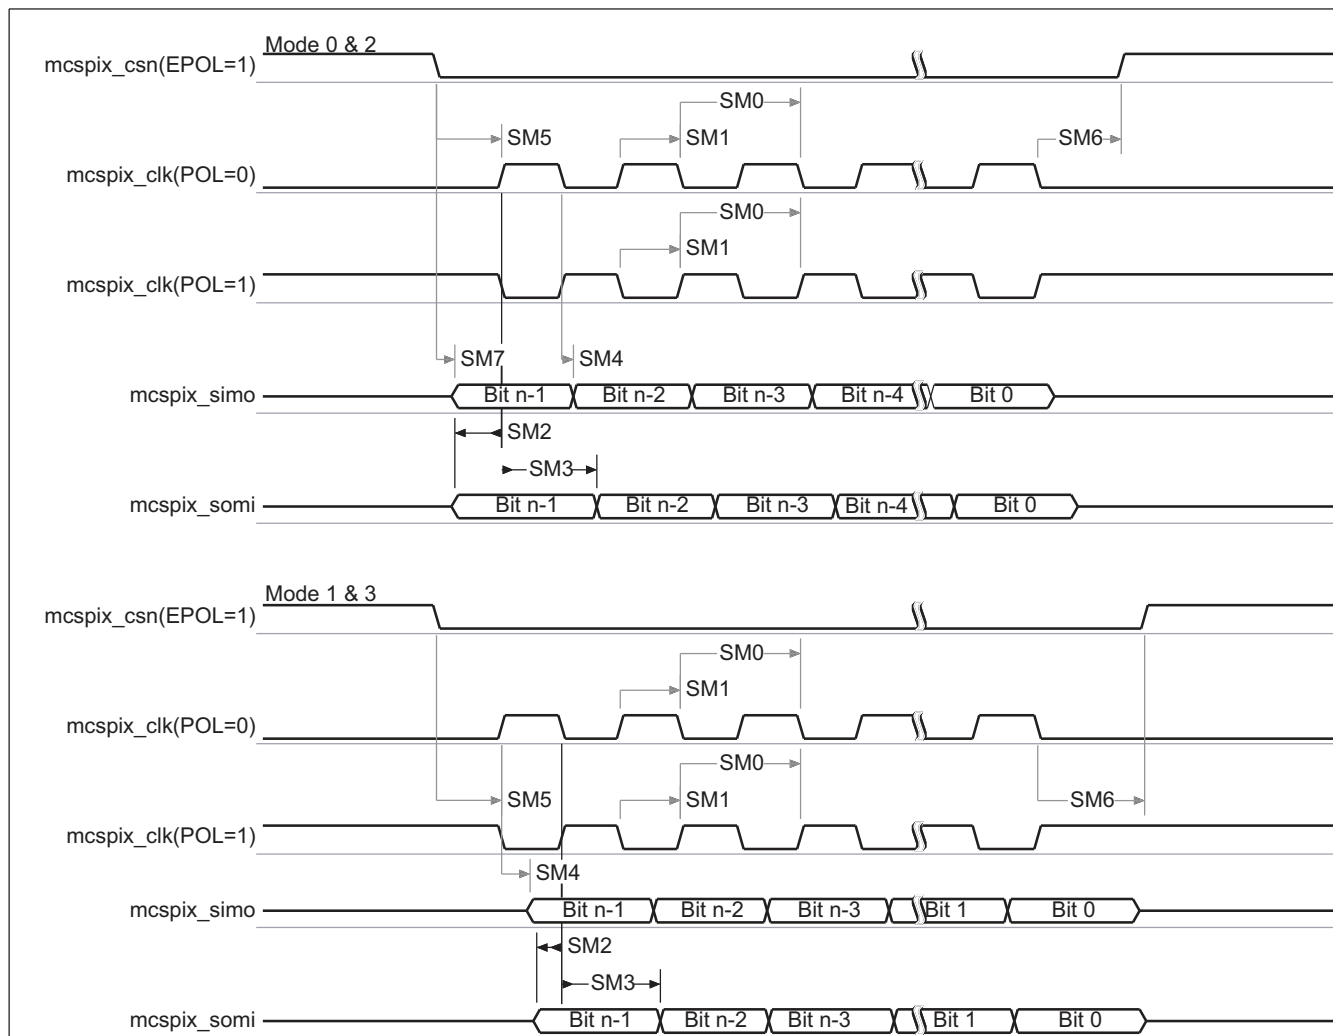 Mode 0 & 2
mcspix_csn(EPOL=1)
SM0
SM5
SM1
SM6
mcspix_clk(POL=0)
SM0
SM1
mcspix_clk(POL=1)
SM7
SM4
mcspix_simo
Bit n-1 Bit n-2 Bit n-3 Bit n-4 Bit 0
SM2
SM3
mcspix_somi
Bit n-1 Bit n-2 Bit n-3 Bit n-4 Bit 0
Mode 1 & 3
mcspix_csn(EPOL=1)
SM0
SM1
mcspix_clk(POL=0)
SM0
SM5
SM1
SM6
mcspix_clk(POL=1)
SM4
mcspix_simo
Bit n-1 Bit n-2 Bit n-3 Bit 1 Bit 0
SM2
SM3
mcspix_somi
Bit n-1 Bit n-2 Bit n-3 Bit 1 Bit 0